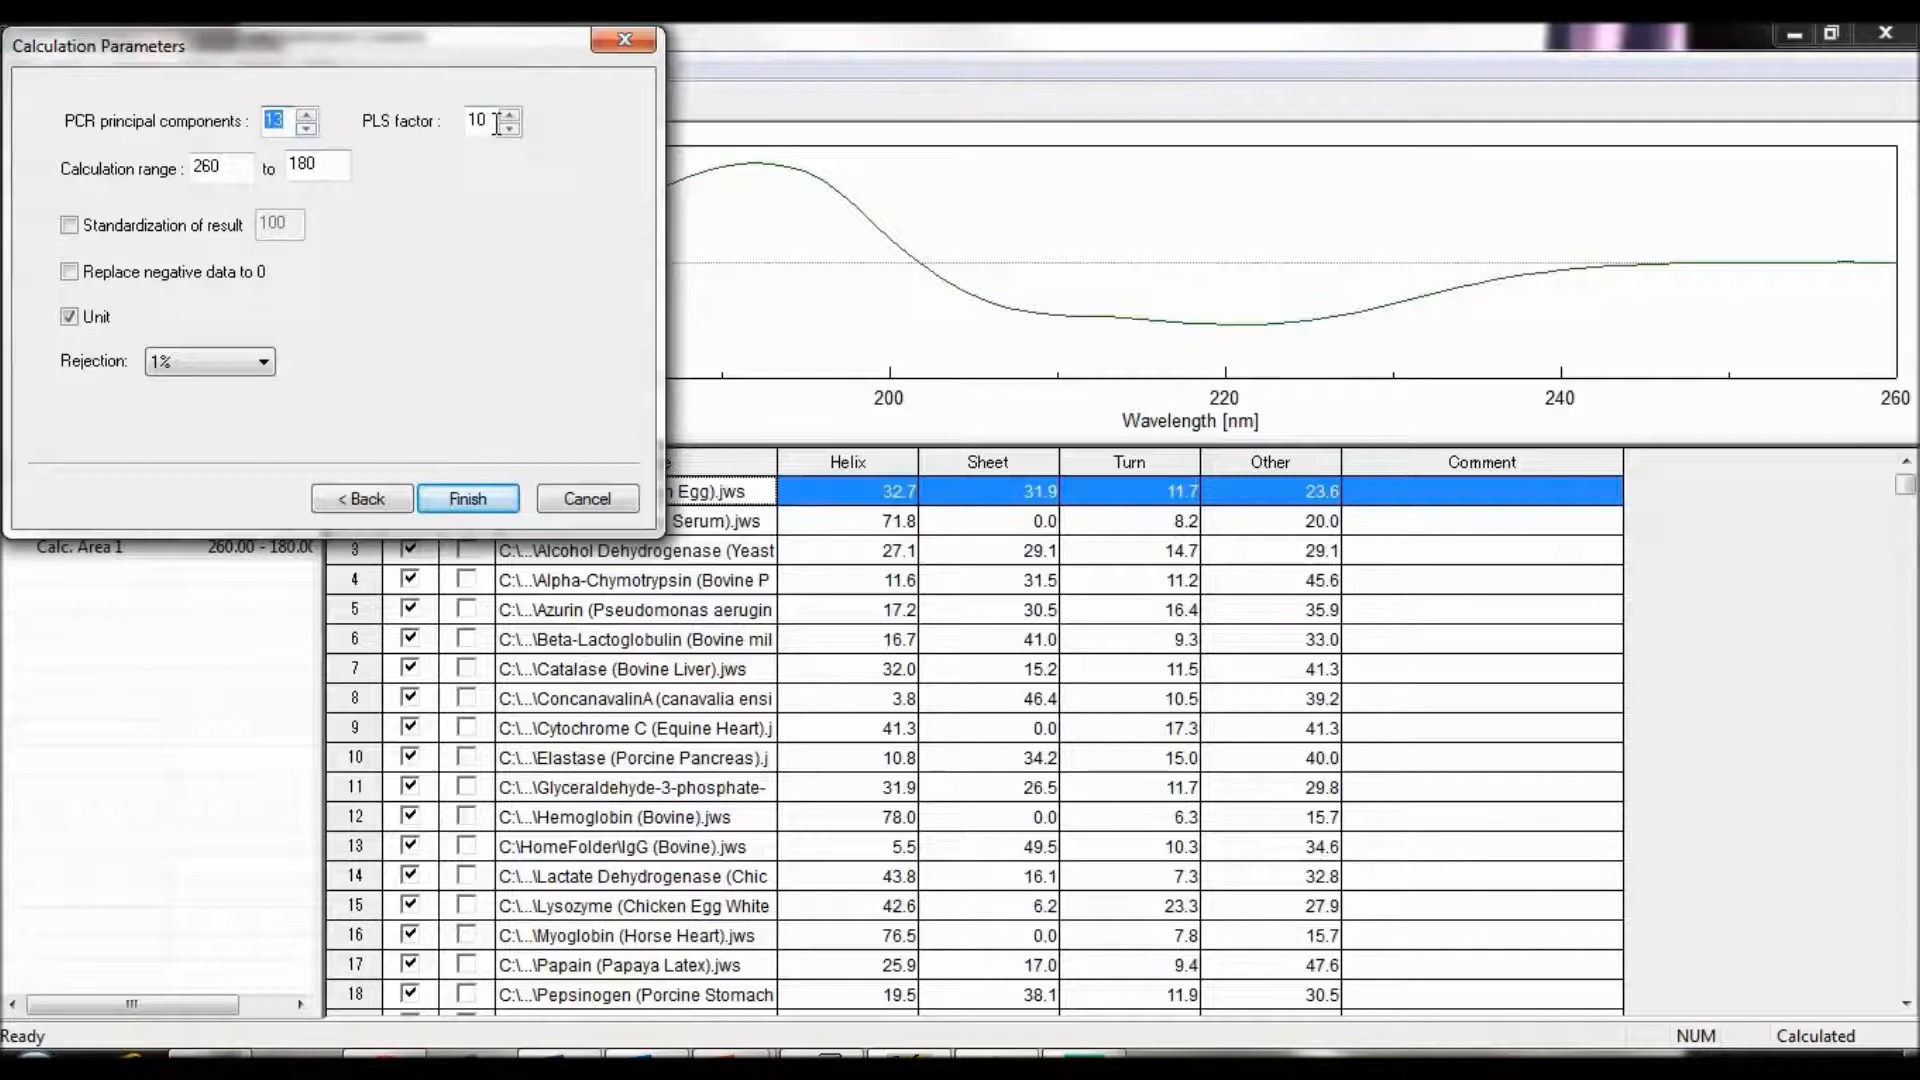 Calculation Parameters
PCR principal components : 13 PLS factor : 10
Calculation range : 260 to 180
Standardization of result 100
Replace negative data to 0
Unit
Rejection: 1%
< Back Finish Cancel
200 220 240 260
Wavelength [nm]
Calc. Area 1 260.00 - 180.0
Helix Sheet Turn Other Comment
Egg).jws 32.7 31.9 11.7 23.6
Serum).jws 71.8 0.0 8.2 20.0
3 C:\...\Alcohol Dehydrogenase (Yeast 27.1 29.1 14.7 29.1
4 C:\...\Alpha-Chymotrypsin (Bovine P 11.6 31.5 11.2 45.6
5 C:\...\Azurin (Pseudomonas aerugin 17.2 30.5 16.4 35.9
6 C:\...\Beta-Lactoglobulin (Bovine mil 16.7 41.0 9.3 33.0
7 C:\...\Catalase (Bovine Liver).jws 32.0 15.2 11.5 41.3
8 C:\...\ConcanavalinA (canavalia ensi 3.8 46.4 10.5 39.2
9 C:\...\Cytochrome C (Equine Heart).j 41.3 0.0 17.3 41.3
10 C:\...\Elastase (Porcine Pancreas).j 10.8 34.2 15.0 40.0
11 C:\...\Glyceraldehyde-3-phosphate- 31.9 26.5 11.7 29.8
12 C:\...\Hemoglobin (Bovine).jws 78.0 0.0 6.3 15.7
13 C:\HomeFolder\IgG (Bovine).jws 5.5 49.5 10.3 34.6
14 C:\...\Lactate Dehydrogenase (Chic 43.8 16.1 7.3 32.8
15 C:\...\Lysozyme (Chicken Egg White 42.6 6.2 23.3 27.9
16 C:\...\Myoglobin (Horse Heart).jws 76.5 0.0 7.8 15.7
17 C:\...\Papain (Papaya Latex).jws 25.9 17.0 9.4 47.6
18 C:\...\Pepsinogen (Porcine Stomach 19.5 38.1 11.9 30.5
Ready NUM Calculated